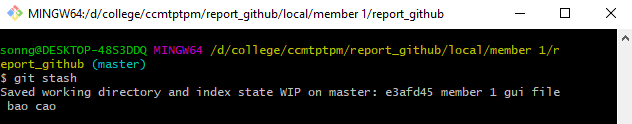 MINGW64:/d/college/ccmtptpm/report_github/local/member 1/report_github
sonng@DESKTOP-48S3DDQ MINGW64 /d/college/ccmtptpm/report_github/local/member 1/r
eport_github (master)
$ git stash
Saved working directory and index state WIP on master: e3afd45 member 1 gui file
bao cao